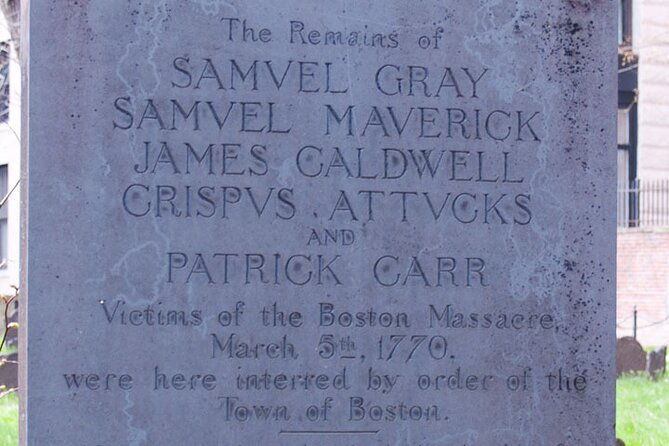 The Remains of
SAMVEL GRAY
SAMVEL MAVERICK
JAMES CALDWELL
CRISPVS . ATTVCKS
AND
PATRICK CARR
Victims of the Boston Massacre,
March 5th, 1770.
were here interred by order of the
Town of Boston.